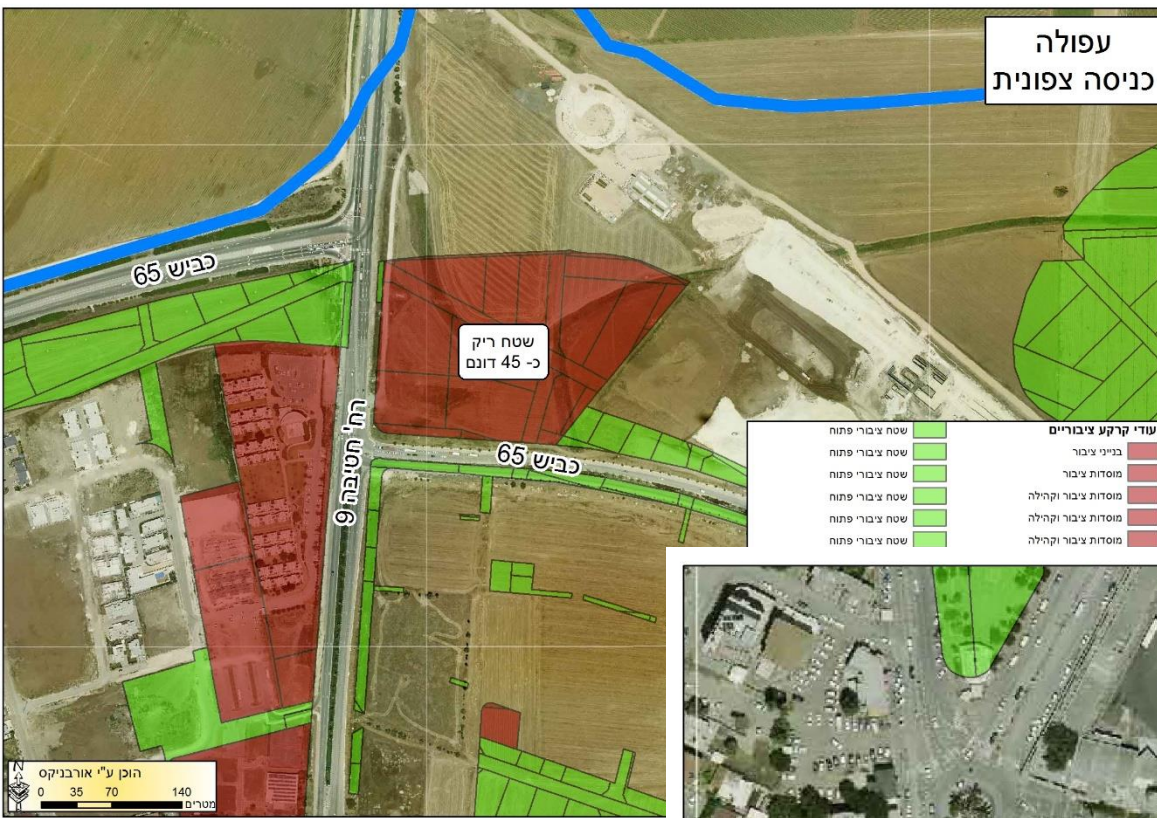 עפולה
כניסה צפונית
כביש 65
שטח ריק
כ- 45 דונם
רח' חטיבה 9
כביש 65
עודי קרקע ציבוריים
בנייני ציבור
מוסדות ציבור
מוסדות ציבור וקהילה
מוסדות ציבור וקהילה
מוסדות ציבור וקהילה
שטח ציבורי פתוח
שטח ציבורי פתוח
שטח ציבורי פתוח
שטח ציבורי פתוח
שטח ציבורי פתוח
שטח ציבורי פתוח
הוכן ע"י אורבניקס
N
0 35 70 140
מטרים